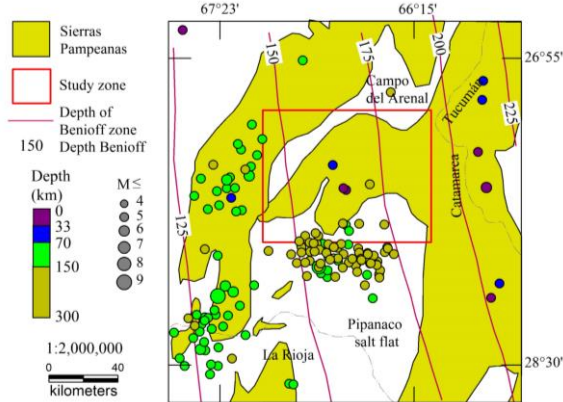 67°23'
66°15'
Sierras
Pampeanas
Study zone
Depth of
Benioff zone
150 Depth Benioff
Depth
(km)
0
33
70
150
300
M ≤
4
5
6
7
8
9
1:2,000,000
0 40
kilometers
150
175
200
225
125
26°55'
28°30'
Campo
del Arenal
Tucumán
Catamarca
Pipanaco
salt flat
La Rioja